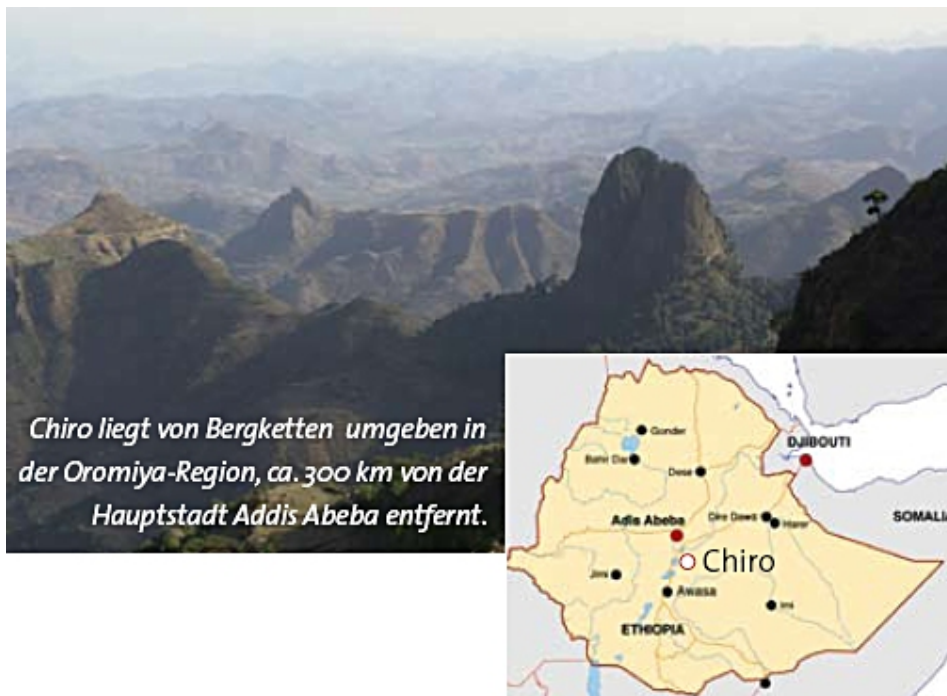 Chiro liegt von Bergketten umgeben in
der Oromiya-Region, ca. 300 km von der
Hauptstadt Addis Abeba entfernt.
Gonder
Bahir Dar
Dese
DJIBOUTI
Adis Abeba
Dire Dawa
Harer
SOMALIA
Chiro
Jimi
Awasa
Imi
ETHIOPIA